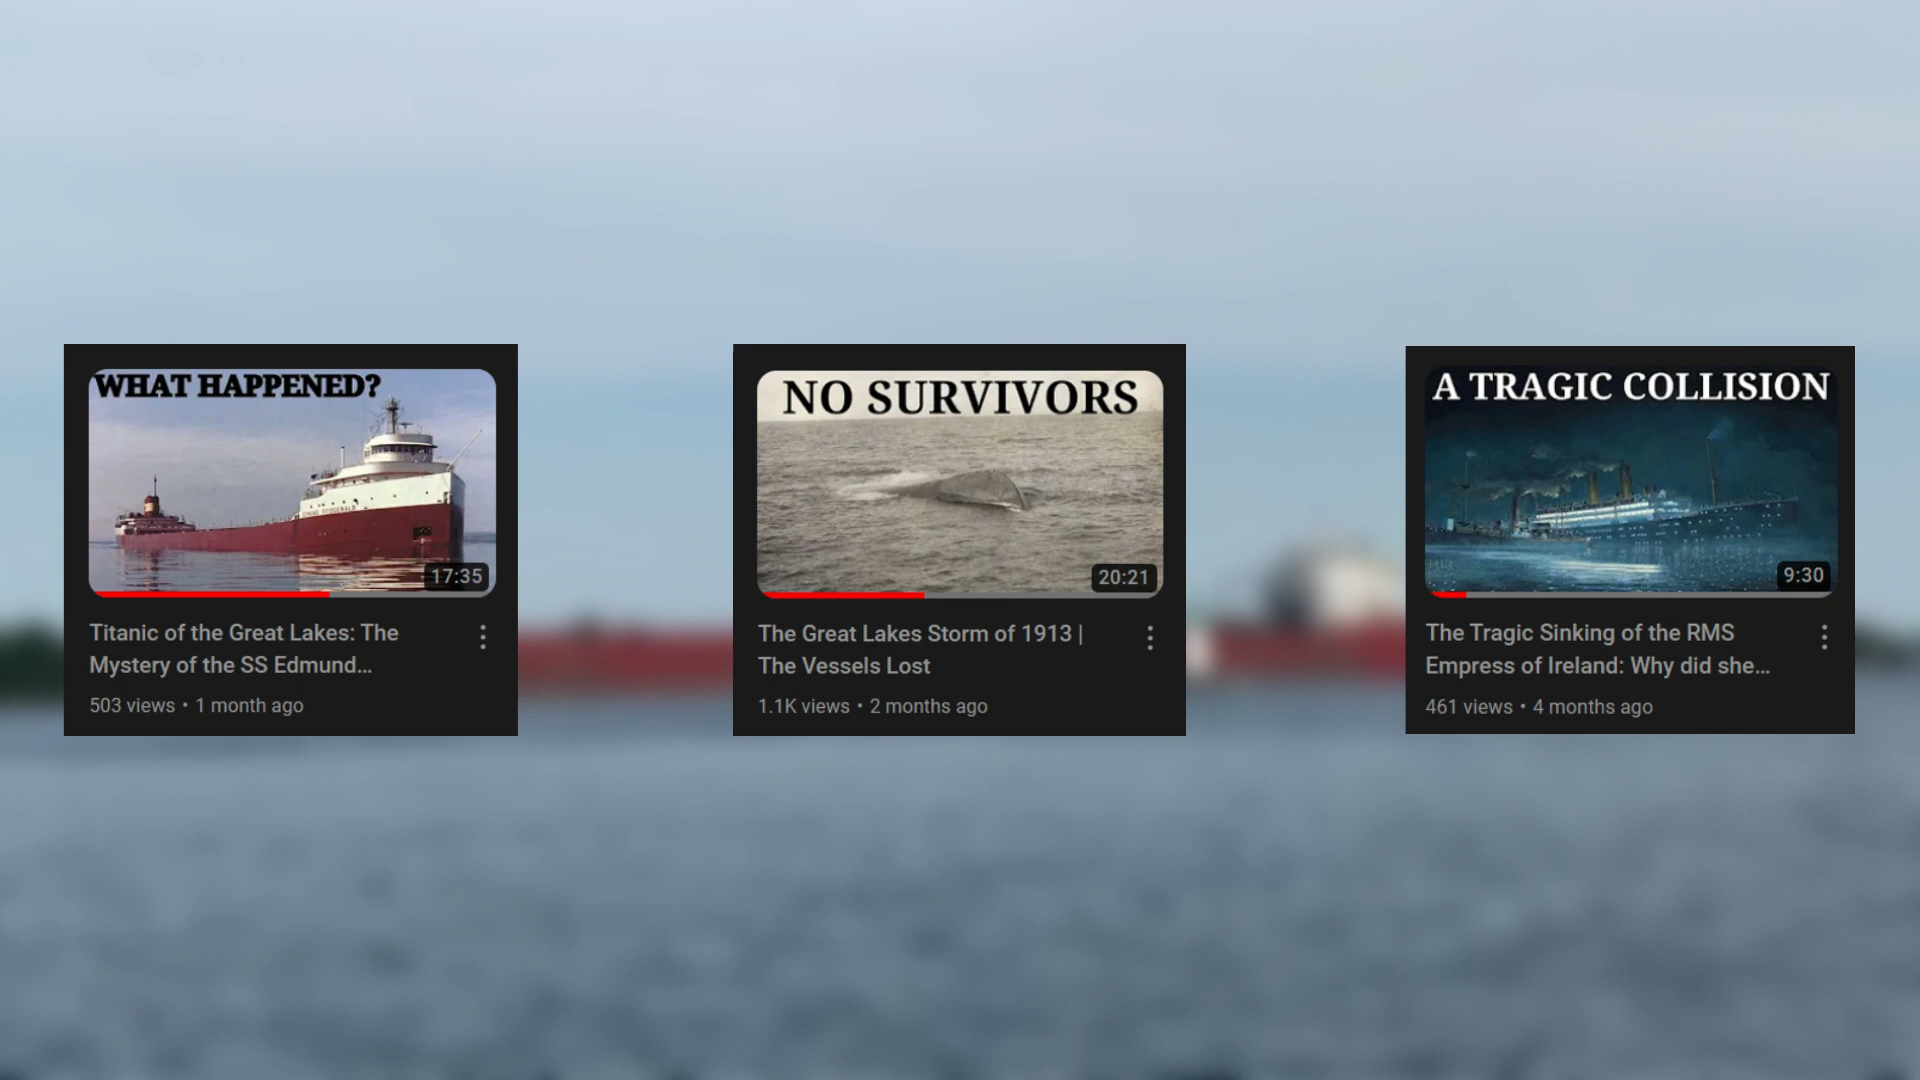 WHAT HAPPENED?
17:35
Titanic of the Great Lakes: The
Mystery of the SS Edmund...
503 views • 1 month ago
NO SURVIVORS
20:21
The Great Lakes Storm of 1913 |
The Vessels Lost
1.1K views • 2 months ago
A TRAGIC COLLISION
9:30
The Tragic Sinking of the RMS
Empress of Ireland: Why did she...
461 views • 4 months ago